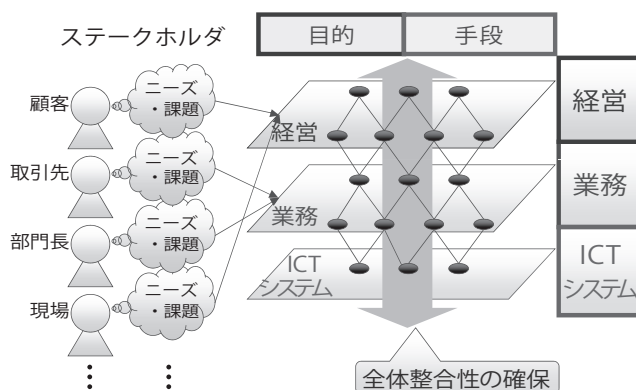 ステークホルダ
目的
手段
顧客
ニーズ
・課題
取引先
ニーズ
・課題
部門長
ニーズ
・課題
現場
ニーズ
・課題
経営
業務
ICT
システム
経営
業務
ICT
システム
全体整合性の確保